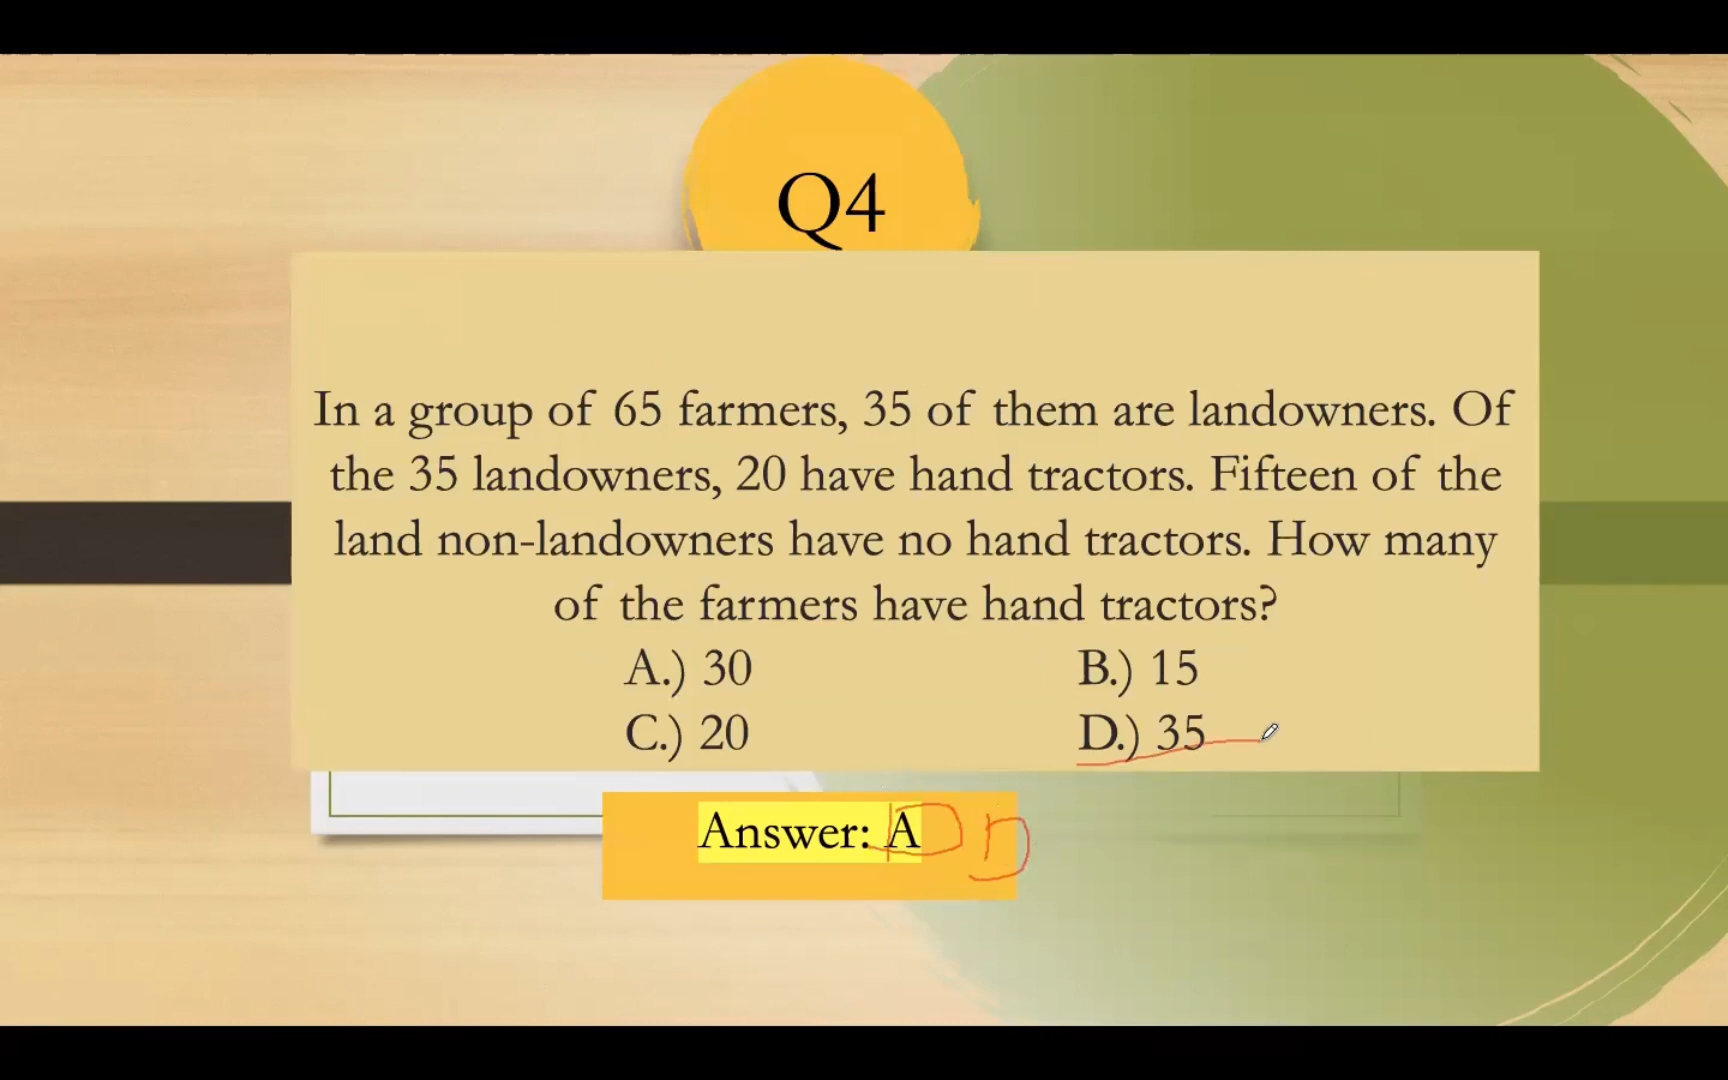 Q4
In a group of 65 farmers, 35 of them are landowners. Of
the 35 landowners, 20 have hand tractors. Fifteen of the
land non-landowners have no hand tractors. How many
of the farmers have hand tractors?
A.) 30 B.) 15
C.) 20 D.) 35
Answer: A D D